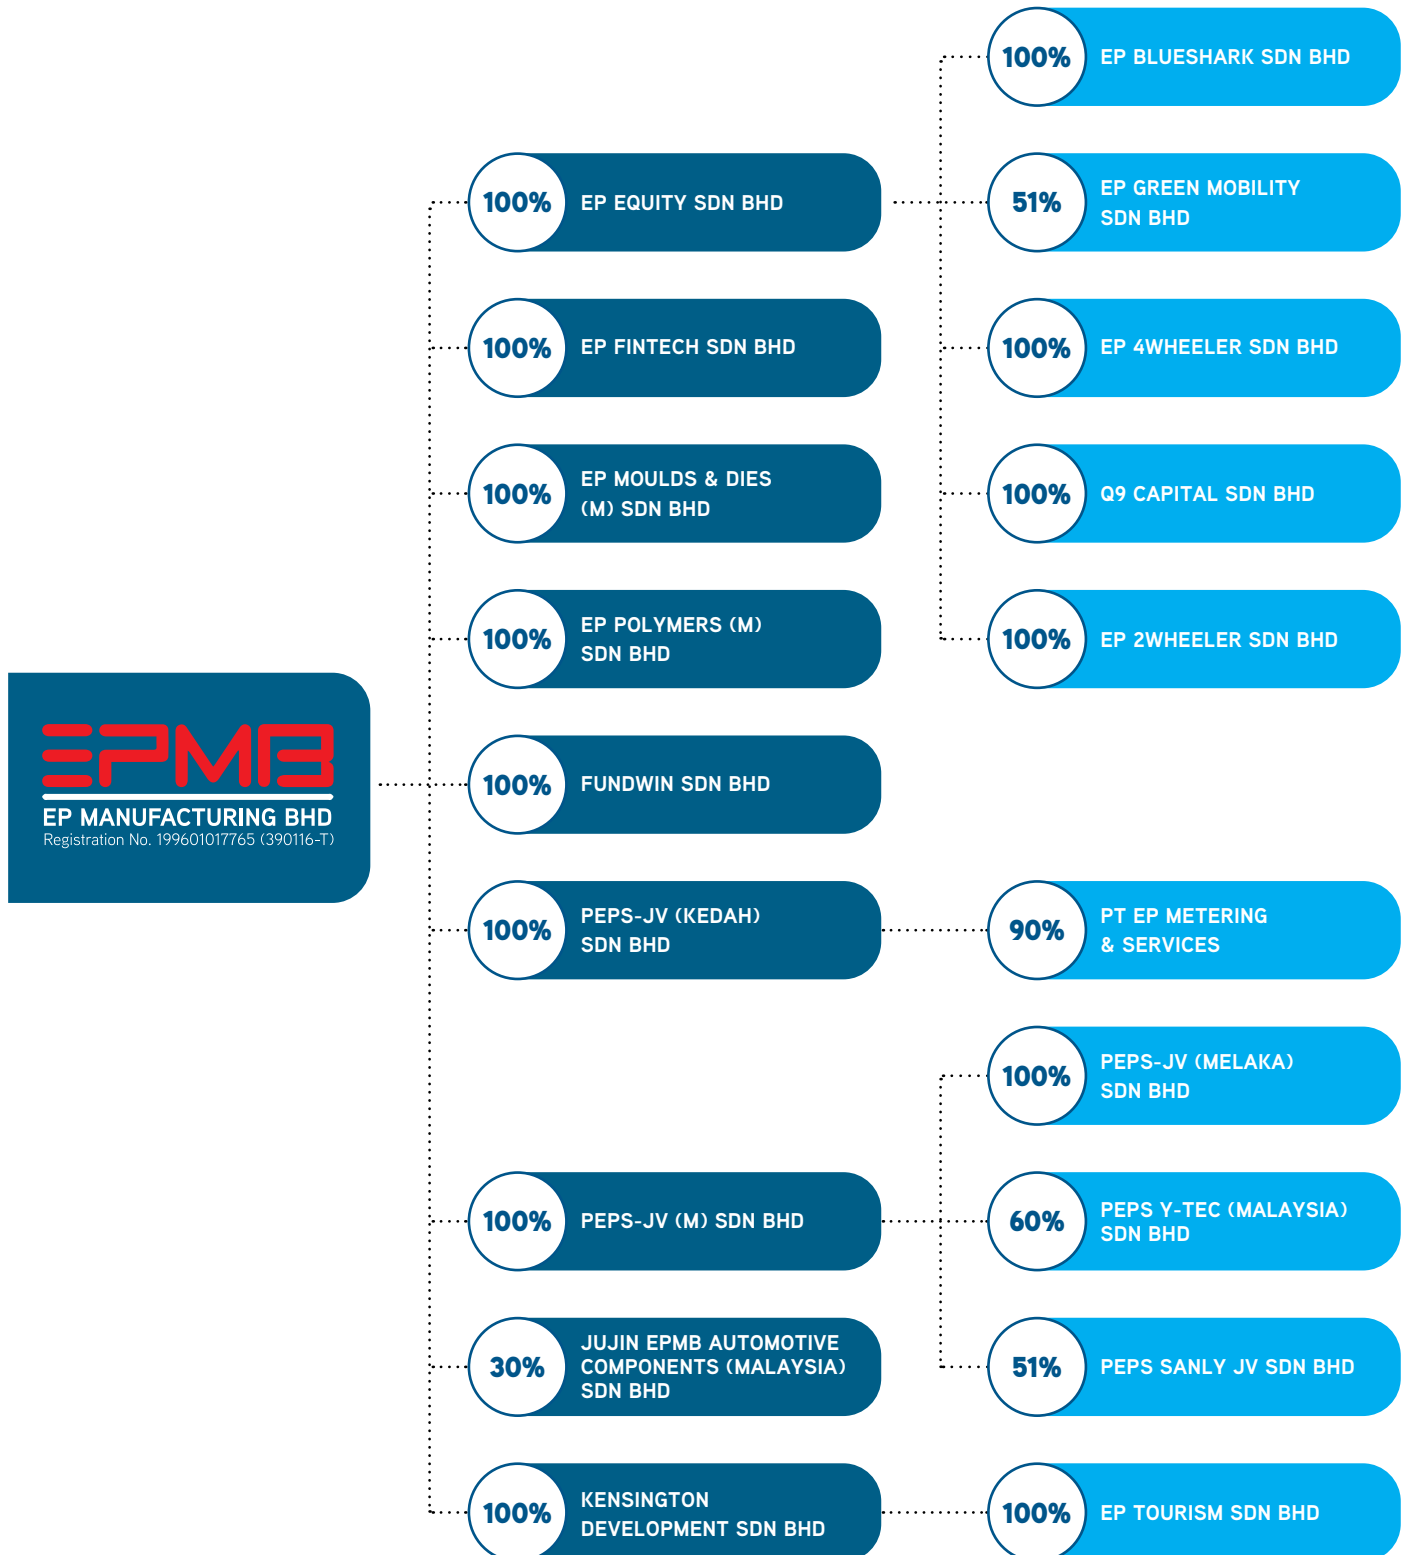 100% EP BLUESHARK SDN BHD
100% EP EQUITY SDN BHD
51% EP GREEN MOBILITY
SDN BHD
100% EP FINTECH SDN BHD
100% EP 4WHEELER SDN BHD
100% EP MOULDS & DIES
(M) SDN BHD
100% Q9 CAPITAL SDN BHD
100% EP POLYMERS (M)
SDN BHD
100% EP 2WHEELER SDN BHD
EPMB
EP MANUFACTURING BHD
Registration No. 199601017765 (390116-T)
100% FUNDWIN SDN BHD
100% PEPS-JV (KEDAH)
SDN BHD
90% PT EP METERING
& SERVICES
100% PEPS-JV (MELAKA)
SDN BHD
100% PEPS-JV (M) SDN BHD
60% PEPS Y-TEC (MALAYSIA)
SDN BHD
30% JUJIN EPMB AUTOMOTIVE
COMPONENTS (MALAYSIA)
SDN BHD
51% PEPS SANLY JV SDN BHD
100% KENSINGTON
DEVELOPMENT SDN BHD
100% EP TOURISM SDN BHD